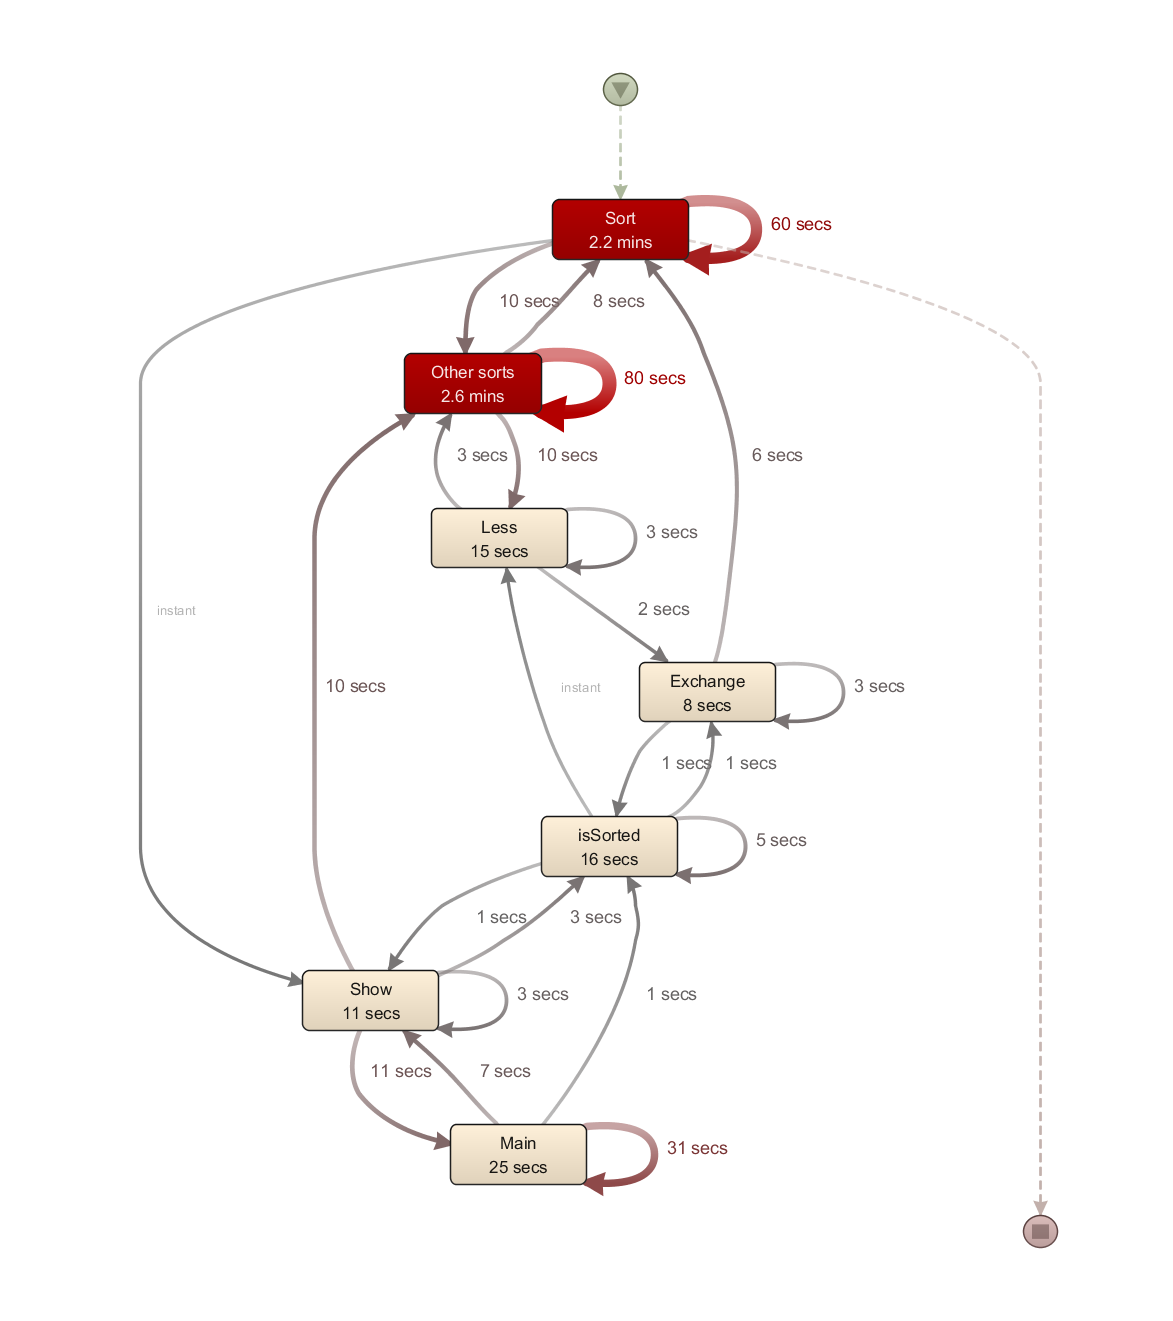 Sort
2.2 mins
60 secs
10 secs
8 secs
Other sorts
2.6 mins
80 secs
3 secs
10 secs
6 secs
Less
15 secs
3 secs
instant
2 secs
Exchange
8 secs
10 secs
instant
3 secs
1 secs
1 secs
isSorted
16 secs
5 secs
1 secs
3 secs
Show
11 secs
3 secs
1 secs
11 secs
7 secs
Main
25 secs
31 secs